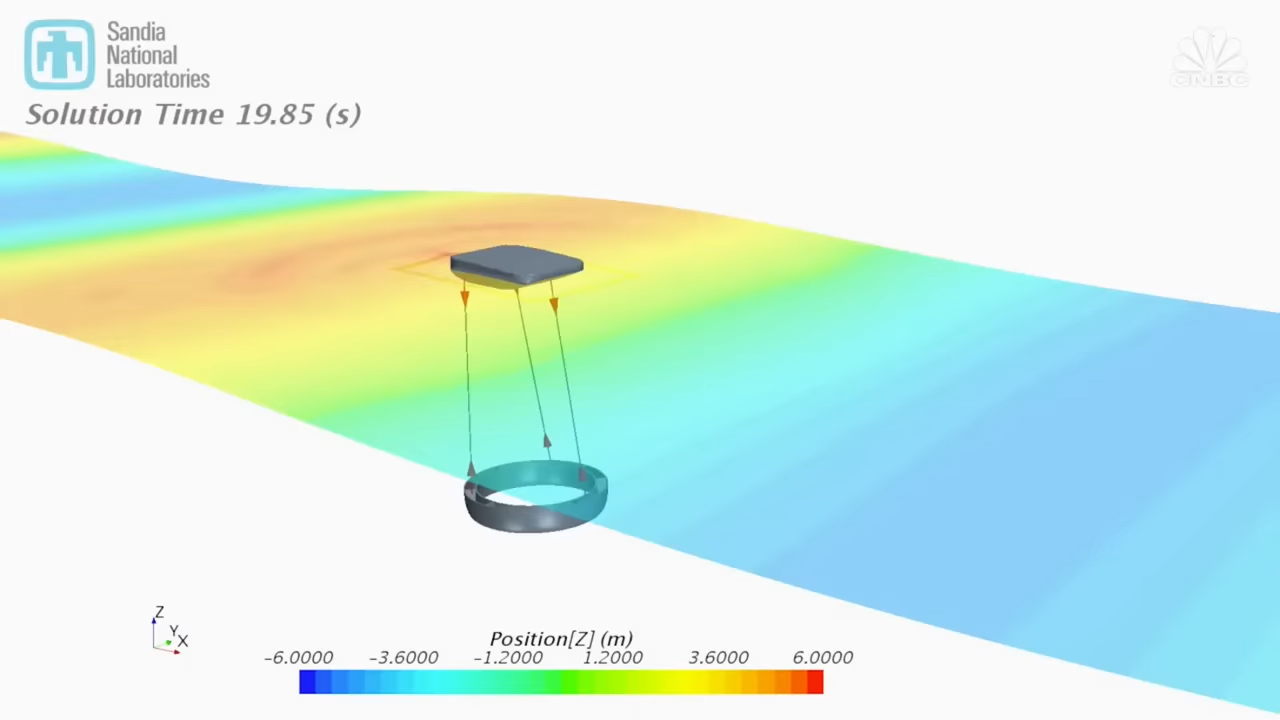 Sandia
National
Laboratories
CNBC
Solution Time 19.85 (s)
Z
Y
X
Position[Z] (m)
-6.0000 -3.6000 -1.2000 1.2000 3.6000 6.0000